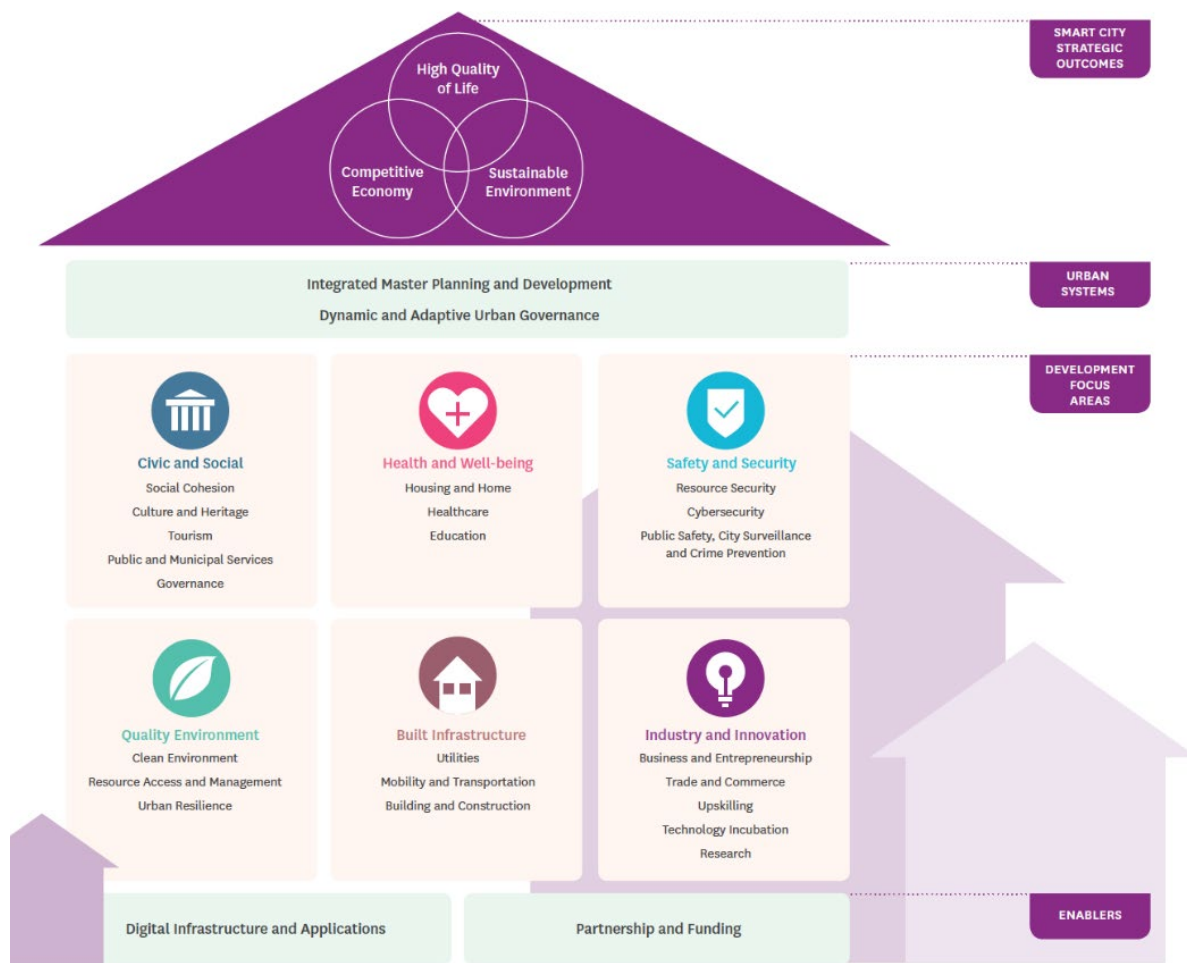 SMART CITY
STRATEGIC
OUTCOMES
High Quality
of Life
Competitive
Economy
Sustainable
Environment
Integrated Master Planning and Development
Dynamic and Adaptive Urban Governance
URBAN
SYSTEMS
DEVELOPMENT
FOCUS
AREAS
Civic and Social
Social Cohesion
Culture and Heritage
Tourism
Public and Municipal Services
Governance
Health and Well-being
Housing and Home
Healthcare
Education
Safety and Security
Resource Security
Cybersecurity
Public Safety, City Surveillance
and Crime Prevention
Quality Environment
Clean Environment
Resource Access and Management
Urban Resilience
Built Infrastructure
Utilities
Mobility and Transportation
Building and Construction
Industry and Innovation
Business and Entrepreneurship
Trade and Commerce
Upskilling
Technology Incubation
Research
Digital Infrastructure and Applications
Partnership and Funding
ENABLERS